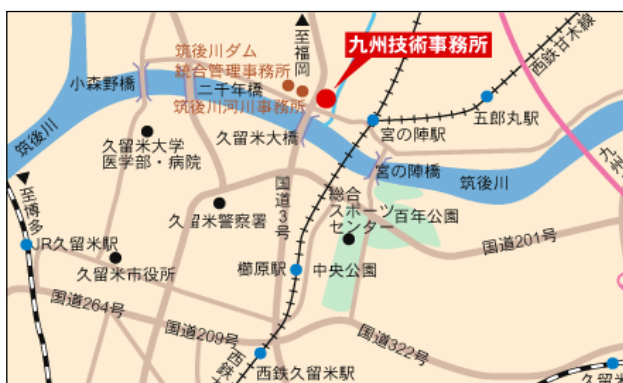 至福岡
九州技術事務所
筑後川ダム
統合管理事務所
筑後川河川事務所
二千年橋
小森野橋
西鉄甘木線
五郎丸駅
宮の陣駅
久留米大橋
筑後川
久留米大学
医学部・病院
宮の陣橋
筑後川
九州
至博多
国道3号
総合
スポーツ
センター
百年公園
久留米警察署
JR久留米駅
久留米市役所
櫛原駅
中央公園
国道201号
国道264号
国道209号
国道322号
西鉄
西鉄久留米駅
久留米